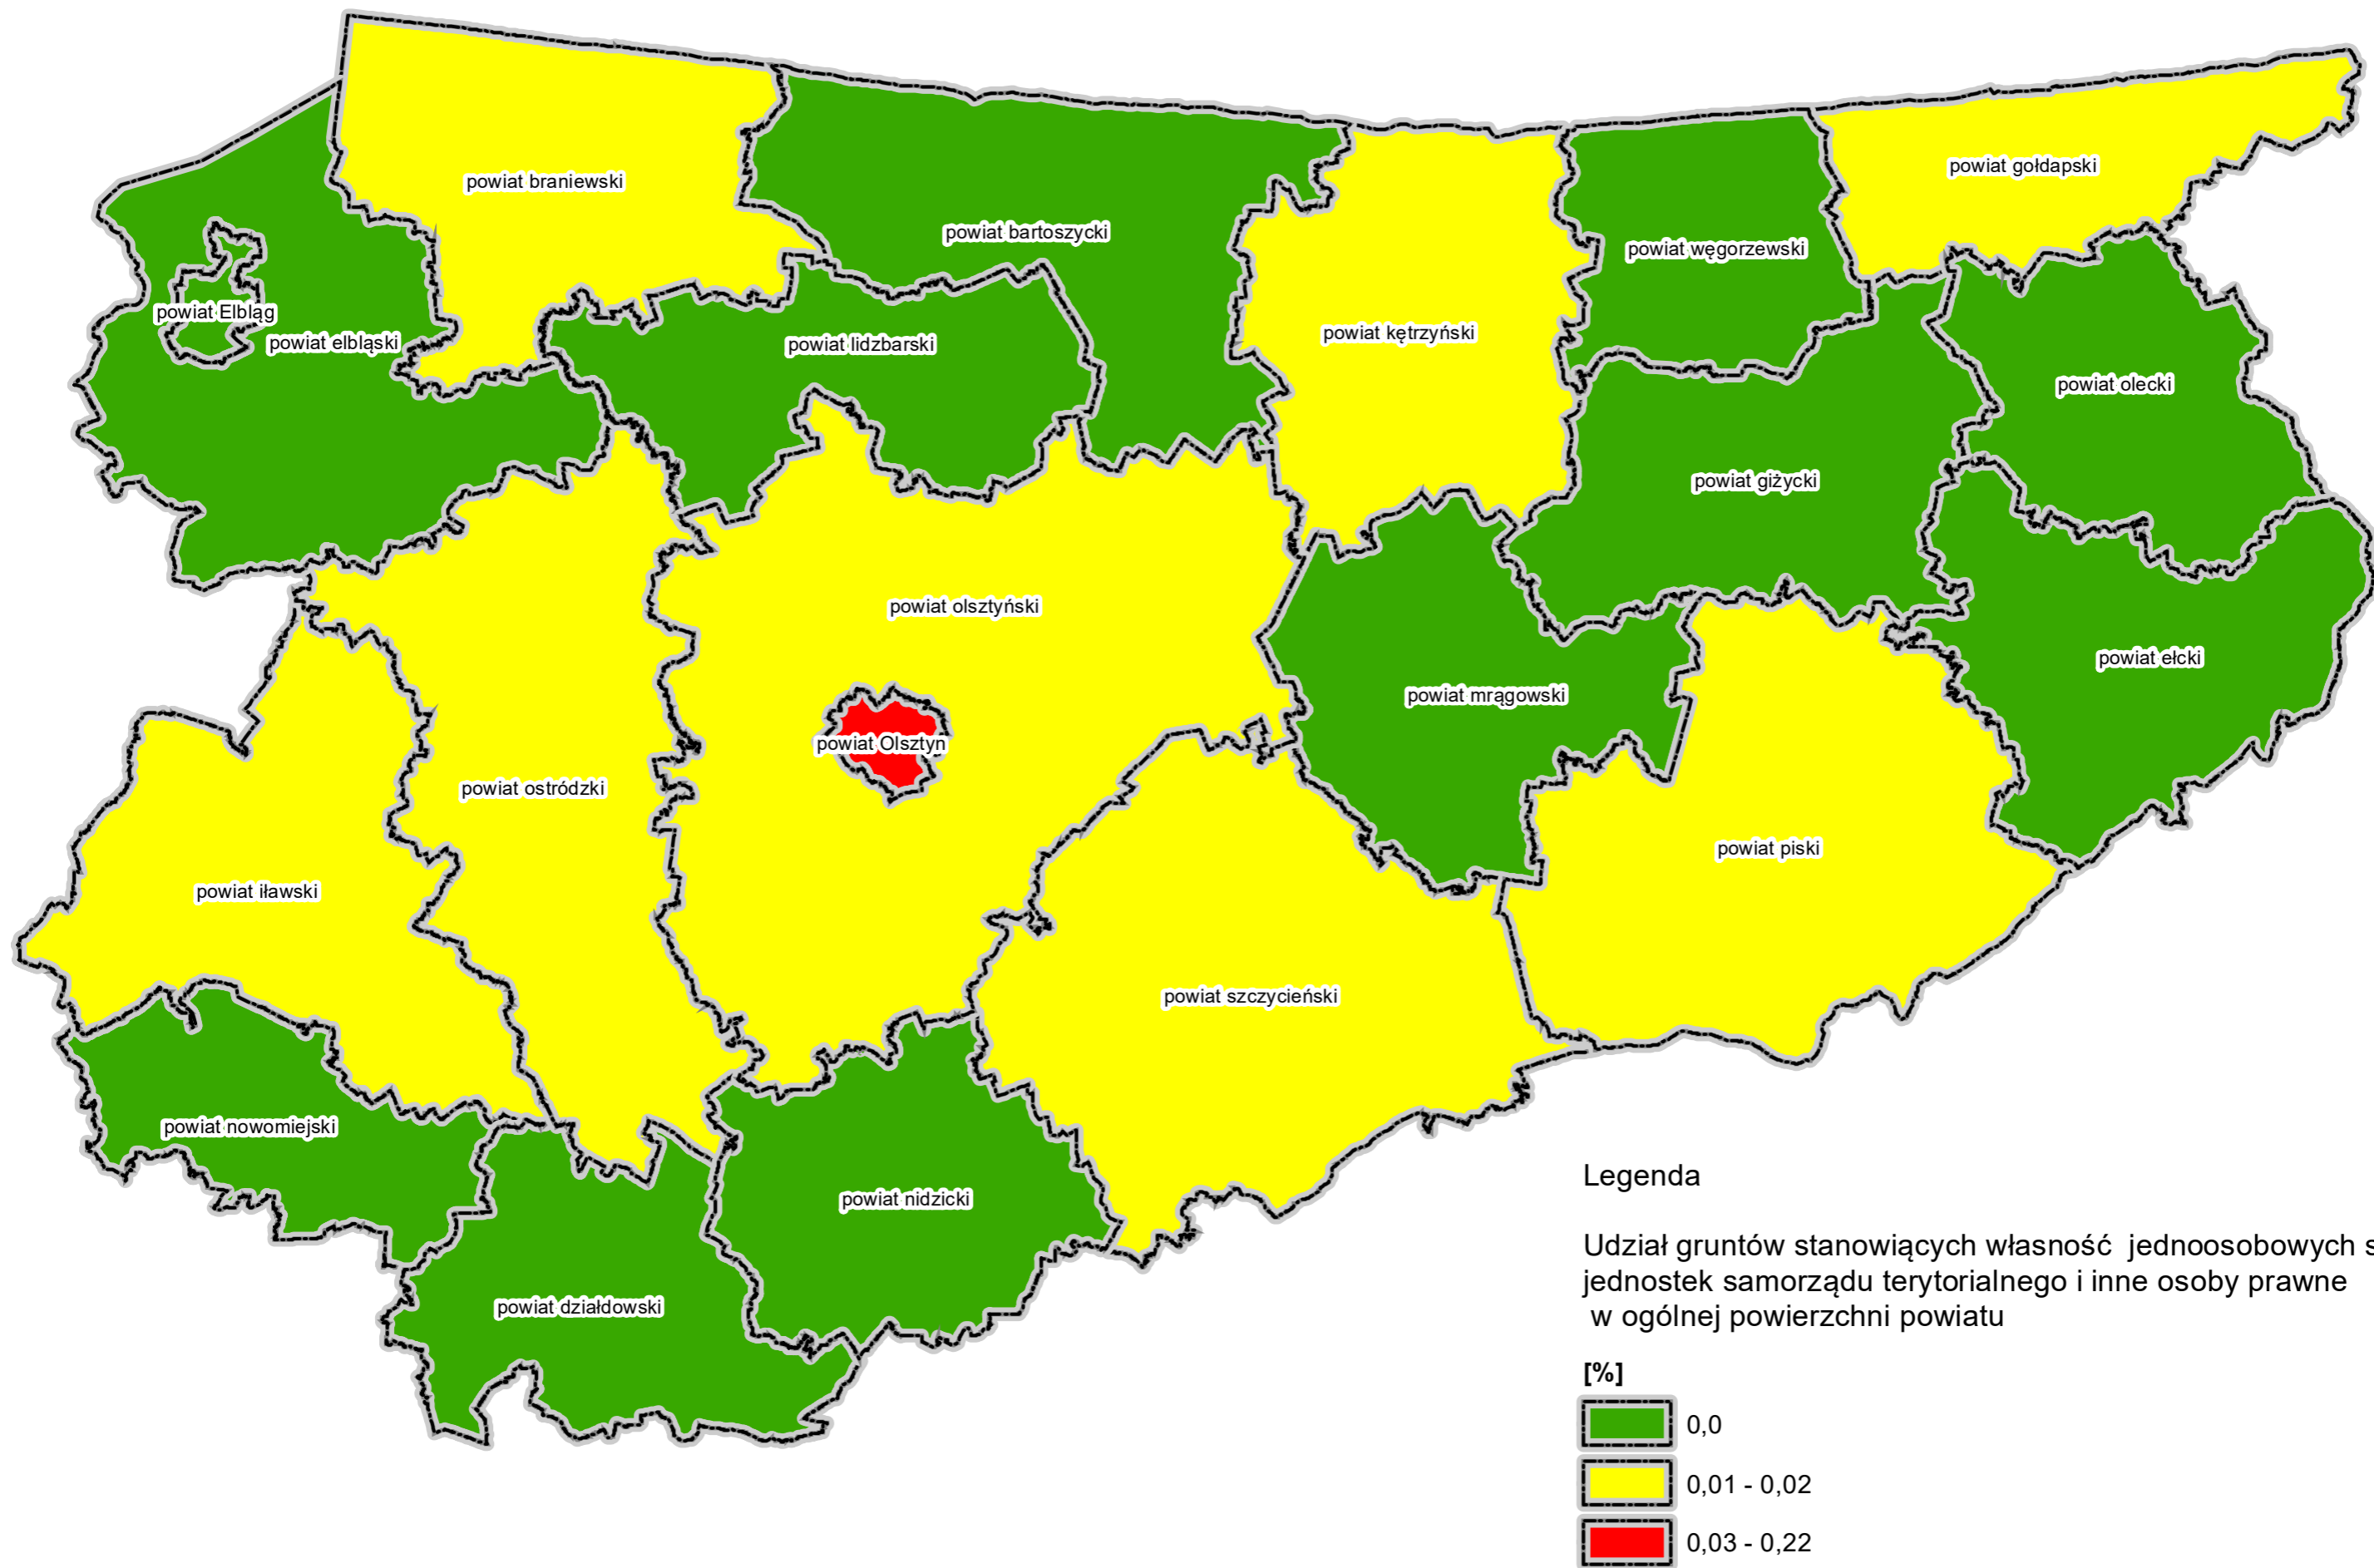 powiat braniewski
powiat gołdapski
powiat bartoszycki
powiat węgorzewski
powiat Elbląg
powiat elbląski
powiat lidzbarski
powiat kętrzyński
powiat olecki
powiat giżycki
powiat olsztyński
powiat ełcki
powiat mrągowski
powiat Olsztyn
powiat ostródzki
powiat piski
powiat iławski
powiat szczycieński
powiat nowomiejski
powiat nidzicki
powiat działdowski
Legenda
Udział gruntów stanowiących własność jednoosobowych s
jednostek samorządu terytorialnego i inne osoby prawne
w ogólnej powierzchni powiatu
[%]
0,0
0,01 - 0,02
0,03 - 0,22